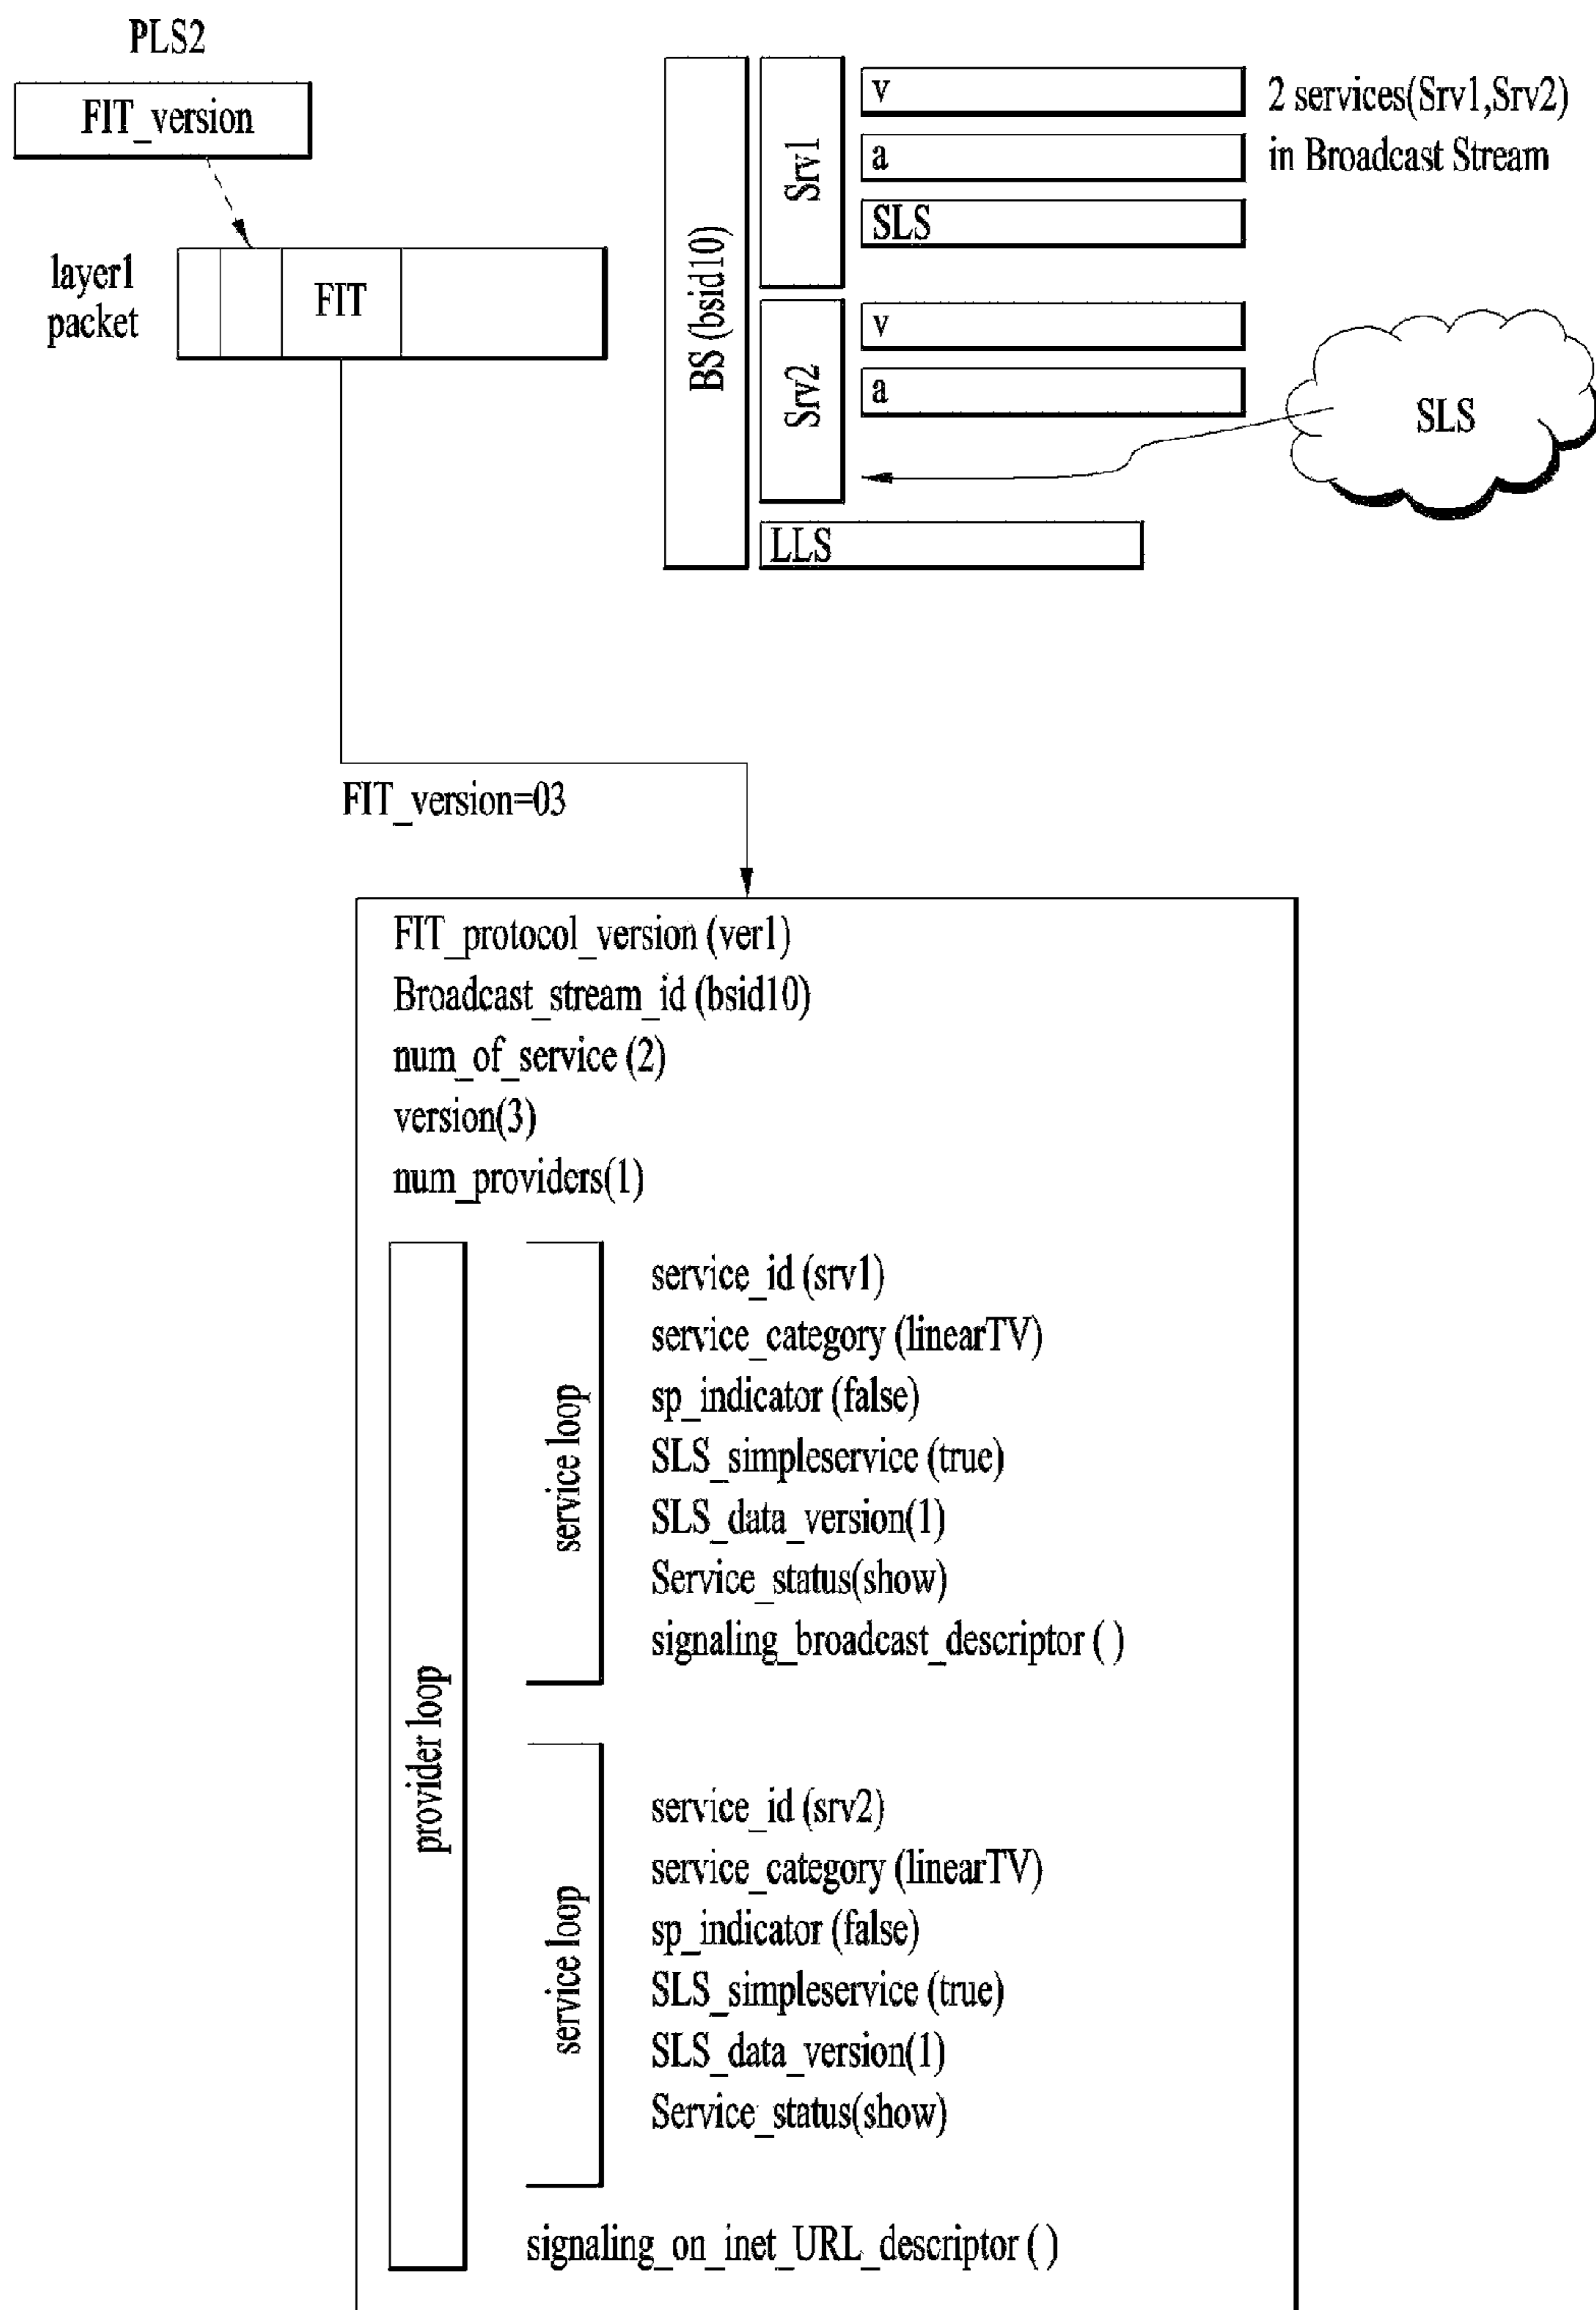 PLS2
FIT_version
layer1
packet
FIT
BS (bsid10)
Srv1
v
a
SLS
Srv2
v
a
LLS
2 services(Srv1,Srv2)
in Broadcast Stream
SLS
FIT_version=03
FIT_protocol_version (ver1)
Broadcast_stream_id (bsid10)
num_of_service (2)
version(3)
num_providers(1)
provider loop
service loop
service_id (srv1)
service_category (linearTV)
sp_indicator (false)
SLS_simpleservice (true)
SLS_data_version(1)
Service_status(show)
signaling_broadcast_descriptor ( )
service loop
service_id (srv2)
service_category (linearTV)
sp_indicator (false)
SLS_simpleservice (true)
SLS_data_version(1)
Service_status(show)
signaling_on_inet_URL_descriptor ( )